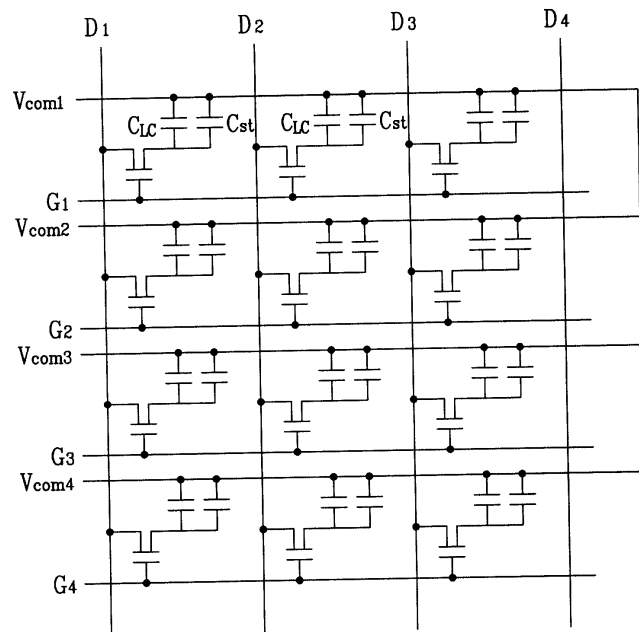 D1 D2 D3 D4
Vcom1
CLC Cst CLC Cst
G1
Vcom2
G2
Vcom3
G3
Vcom4
G4